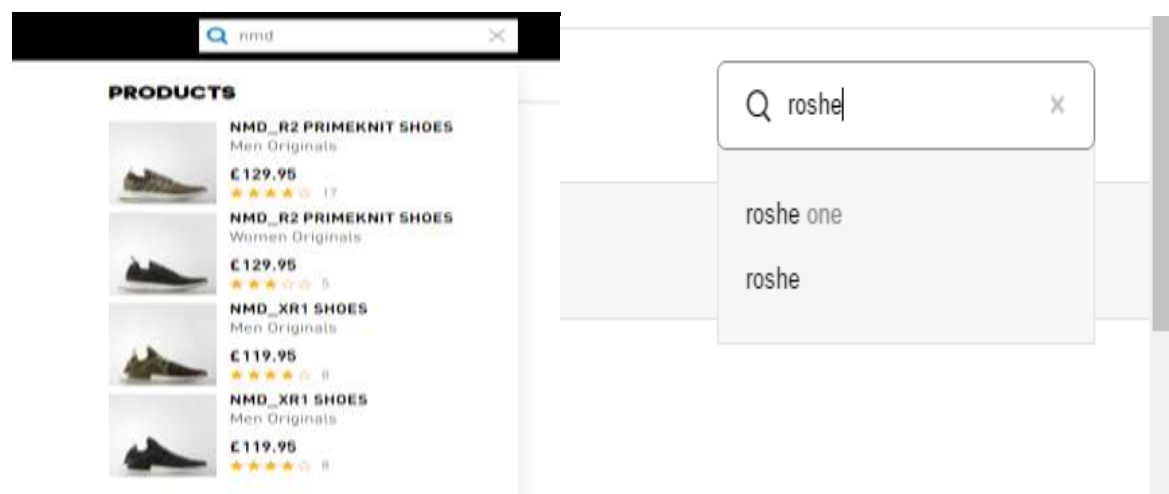 nmd
PRODUCTS
NMD_R2 PRIMEKNIT SHOES
Men Originals
£129.95
17
NMD_R2 PRIMEKNIT SHOES
Women Originals
£129.95
5
NMD_XR1 SHOES
Men Originals
£119.95
8
NMD_XR1 SHOES
Men Originals
£119.95
8
roshe
roshe one
roshe